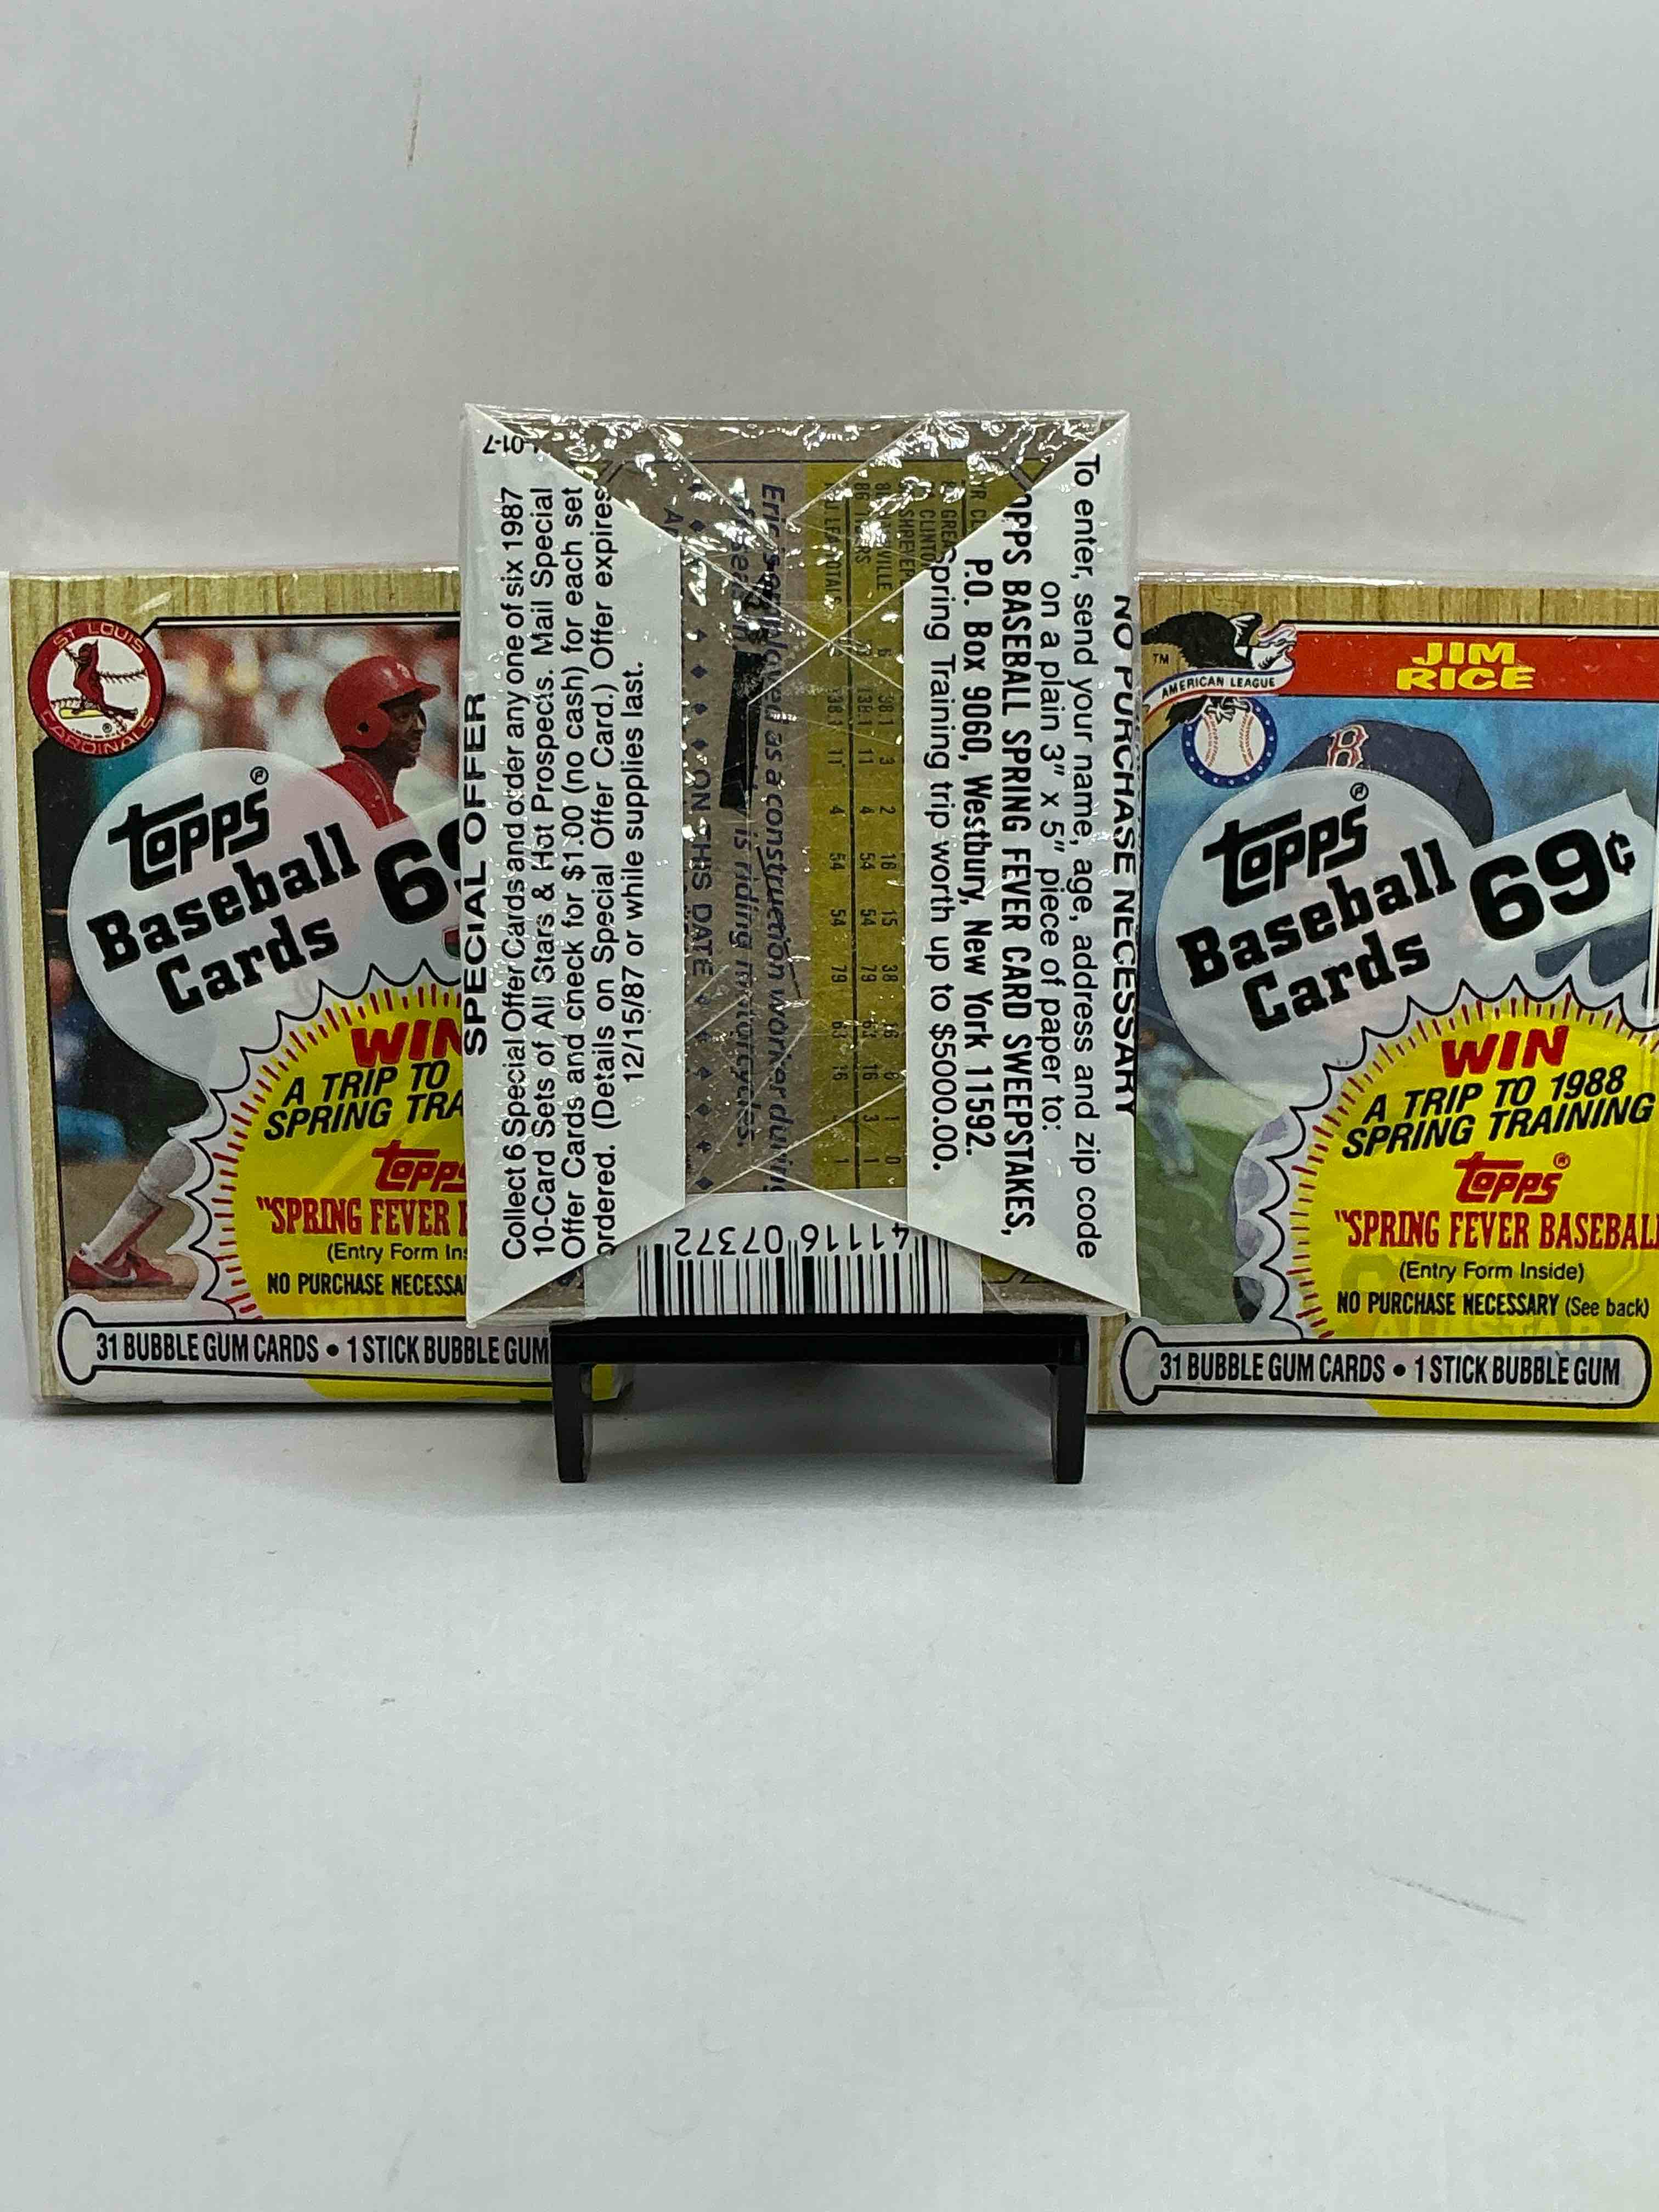 ST LOUIS
CARDINALS
®
Topps
Baseball
Cards
WIN
A TRIP TO
SPRING
Topps
"SPRING FEVER
(Entry Form
NO PURCHASE
31 BUBBLE GUM CARDS • 1 STICK BUBBLE GUM
01-7
SPECIAL OFFER
Collect 6 Special Offer Cards and order any one of six 1987
10-Card Sets of All Stars & Hot Prospects. Mail Special
Offer Cards and check for $1.00 (no cash) for each set
ordered. (Details on Special Offer Card.) Offer expires
12/15/87 or while supplies last.
ON THIS DATE
as a construction worker
is riding motorcycles.
NO PURCHASE NECESSARY
To enter, send your name, age, address and zip code
on a plain 3" x 5" piece of paper to:
OPPS BASEBALL SPRING FEVER CARD SWEEPSTAKES,
P.O. Box 9060, Westbury, New York 11592.
Spring Training trip worth up to $5000.00.
41116 07372
TM
AMERICAN LEAGUE
JIM
RICE
B
®
Topps
Baseball
Cards
69¢
WIN
A TRIP TO 1988
SPRING TRAINING
Topps®
"SPRING FEVER BASEBALL
(Entry Form Inside)
NO PURCHASE NECESSARY (See back)
31 BUBBLE GUM CARDS • 1 STICK BUBBLE GUM